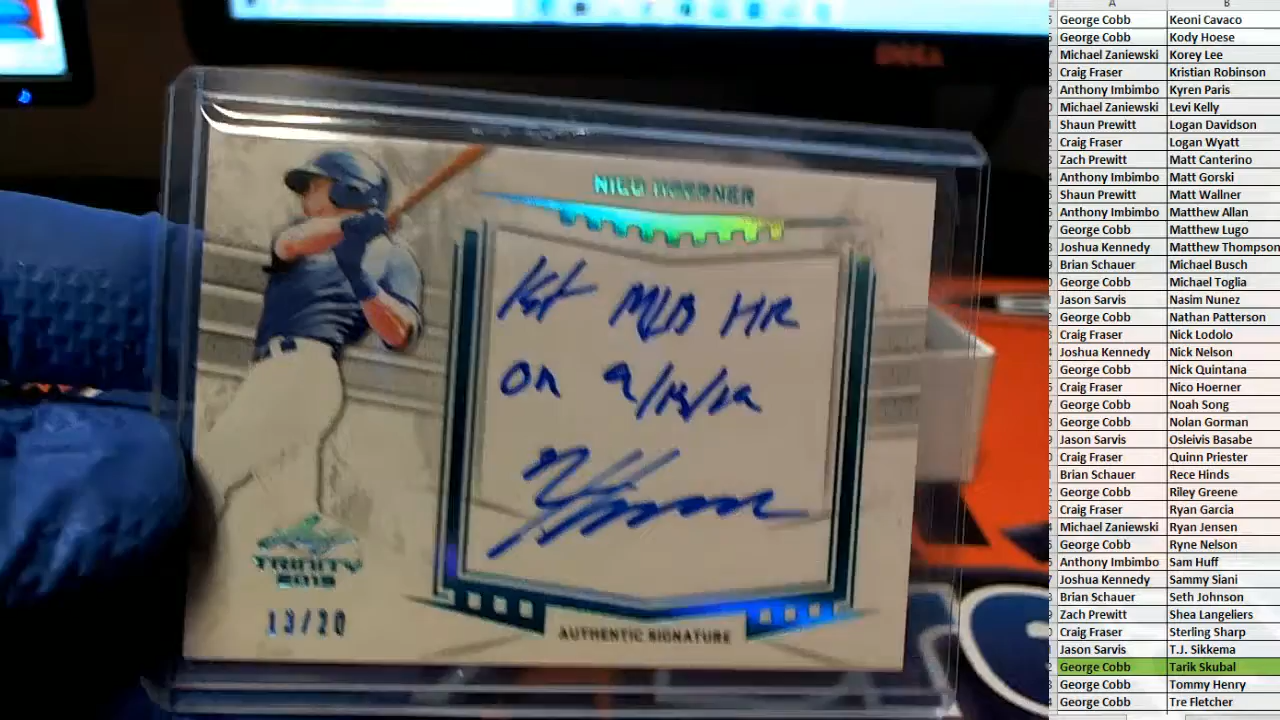 NICO HOERNER
1st MLB HR
on
TRINITY
2019
13/20
AUTHENTIC SIGNATURE
A B
George Cobb Keoni Cavaco
George Cobb Kody Hoese
Michael Zaniewski Korey Lee
Craig Fraser Kristian Robinson
Anthony Imbimbo Kyren Paris
Michael Zaniewski Levi Kelly
Shaun Prewitt Logan Davidson
Craig Fraser Logan Wyatt
Zach Prewitt Matt Canterino
Anthony Imbimbo Matt Gorski
Shaun Prewitt Matt Wallner
Anthony Imbimbo Matthew Allan
George Cobb Matthew Lugo
Joshua Kennedy Matthew Thompson
Brian Schauer Michael Busch
George Cobb Michael Toglia
Jason Sarvis Nasim Nunez
George Cobb Nathan Patterson
Craig Fraser Nick Lodolo
Joshua Kennedy Nick Nelson
George Cobb Nick Quintana
Craig Fraser Nico Hoerner
George Cobb Noah Song
George Cobb Nolan Gorman
Jason Sarvis Osleivis Basabe
Craig Fraser Quinn Priester
Brian Schauer Rece Hinds
George Cobb Riley Greene
Craig Fraser Ryan Garcia
Michael Zaniewski Ryan Jensen
George Cobb Ryne Nelson
Anthony Imbimbo Sam Huff
Joshua Kennedy Sammy Siani
Brian Schauer Seth Johnson
Zach Prewitt Shea Langeliers
Craig Fraser Sterling Sharp
Jason Sarvis T.J. Sikkema
George Cobb Tarik Skubal
George Cobb Tommy Henry
George Cobb Tre Fletcher